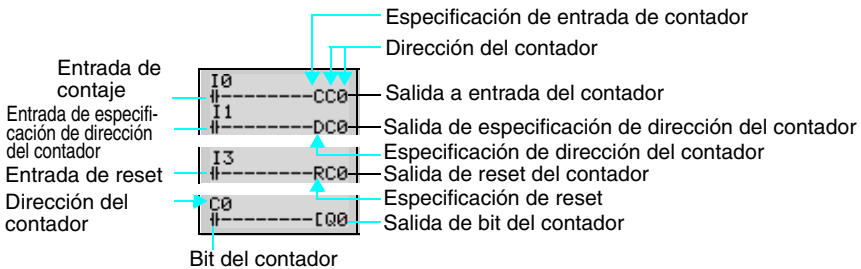 Especificación de entrada de contador
Dirección del contador
Entrada de
contaje
I0
CC0
Salida a entrada del contador
Entrada de especifi-
cación de dirección
del contador
I1
DC0
Salida de especificación de dirección del contador
Especificación de dirección del contador
Entrada de reset
I3
RC0
Salida de reset del contador
Especificación de reset
Dirección del
contador
C0
[Q0
Salida de bit del contador
Bit del contador